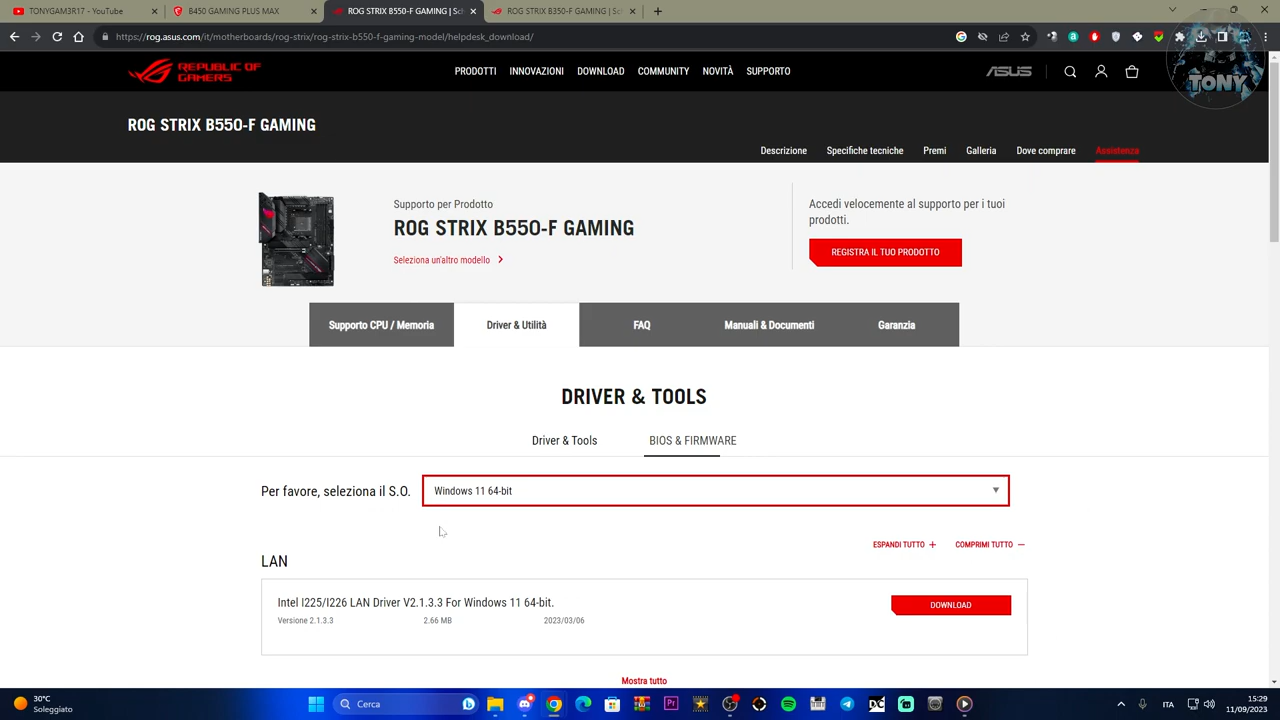 TONYGAM3R17 - YouTube
B450 GAMING PLUS MAX
ROG STRIX B550-F GAMING | Sch
ROG STRIX B550-F GAMING | Sch
https://rog.asus.com/it/motherboards/rog-strix/rog-strix-b550-f-gaming-model/helpdesk_download/
REPUBLIC OF
GAMERS
PRODOTTI
INNOVAZIONI
DOWNLOAD
COMMUNITY
NOVITÀ
SUPPORTO
ASUS
TONY
ROG STRIX B550-F GAMING
Descrizione
Specifiche tecniche
Premi
Galleria
Dove comprare
Assistenza
Supporto per Prodotto
ROG STRIX B550-F GAMING
Seleziona un'altro modello
Accedi velocemente al supporto per i tuoi
prodotti.
REGISTRA IL TUO PRODOTTO
Supporto CPU / Memoria
Driver & Utilità
FAQ
Manuali & Documenti
Garanzia
DRIVER & TOOLS
Driver & Tools
BIOS & FIRMWARE
Per favore, seleziona il S.O.
Windows 11 64-bit
ESPANDI TUTTO +
COMPRIMI TUTTO −
LAN
Intel I225/I226 LAN Driver V2.1.3.3 For Windows 11 64-bit.
DOWNLOAD
Versione 2.1.3.3
2.66 MB
2023/03/06
Mostra tutto
30°C
Soleggiato
Cerca
15:29
11/09/2023